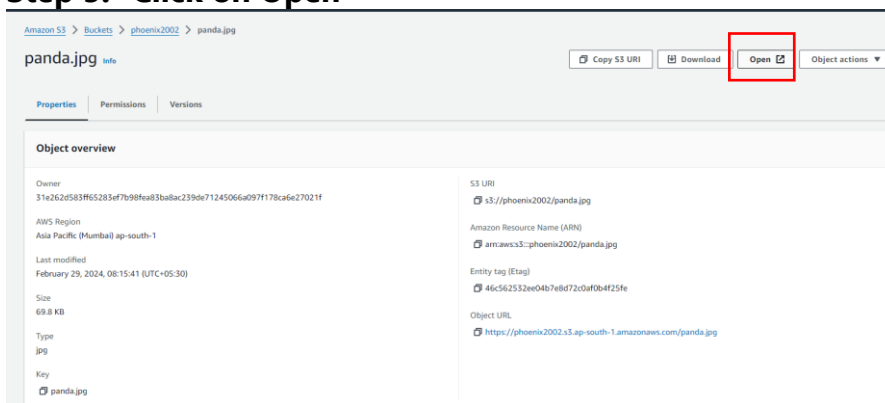 Step 5: Click on Open
Amazon S3 > Buckets > phoenix2002 > panda.jpg
panda.jpg Info
Copy S3 URI Download Open Object actions ▼
Properties Permissions Versions
Object overview
Owner
31e262d583ff65283ef7b98fea83ba8ac239de71245066a097f178ca6e27021f
AWS Region
Asia Pacific (Mumbai) ap-south-1
Last modified
February 29, 2024, 08:15:41 (UTC+05:30)
Size
69.8 KB
Type
jpg
Key
panda.jpg
S3 URI
s3://phoenix2002/panda.jpg
Amazon Resource Name (ARN)
arn:aws:s3:::phoenix2002/panda.jpg
Entity tag (Etag)
46c562532ee04b7e8d72c0af0b4f25fe
Object URL
https://phoenix2002.s3.ap-south-1.amazonaws.com/panda.jpg